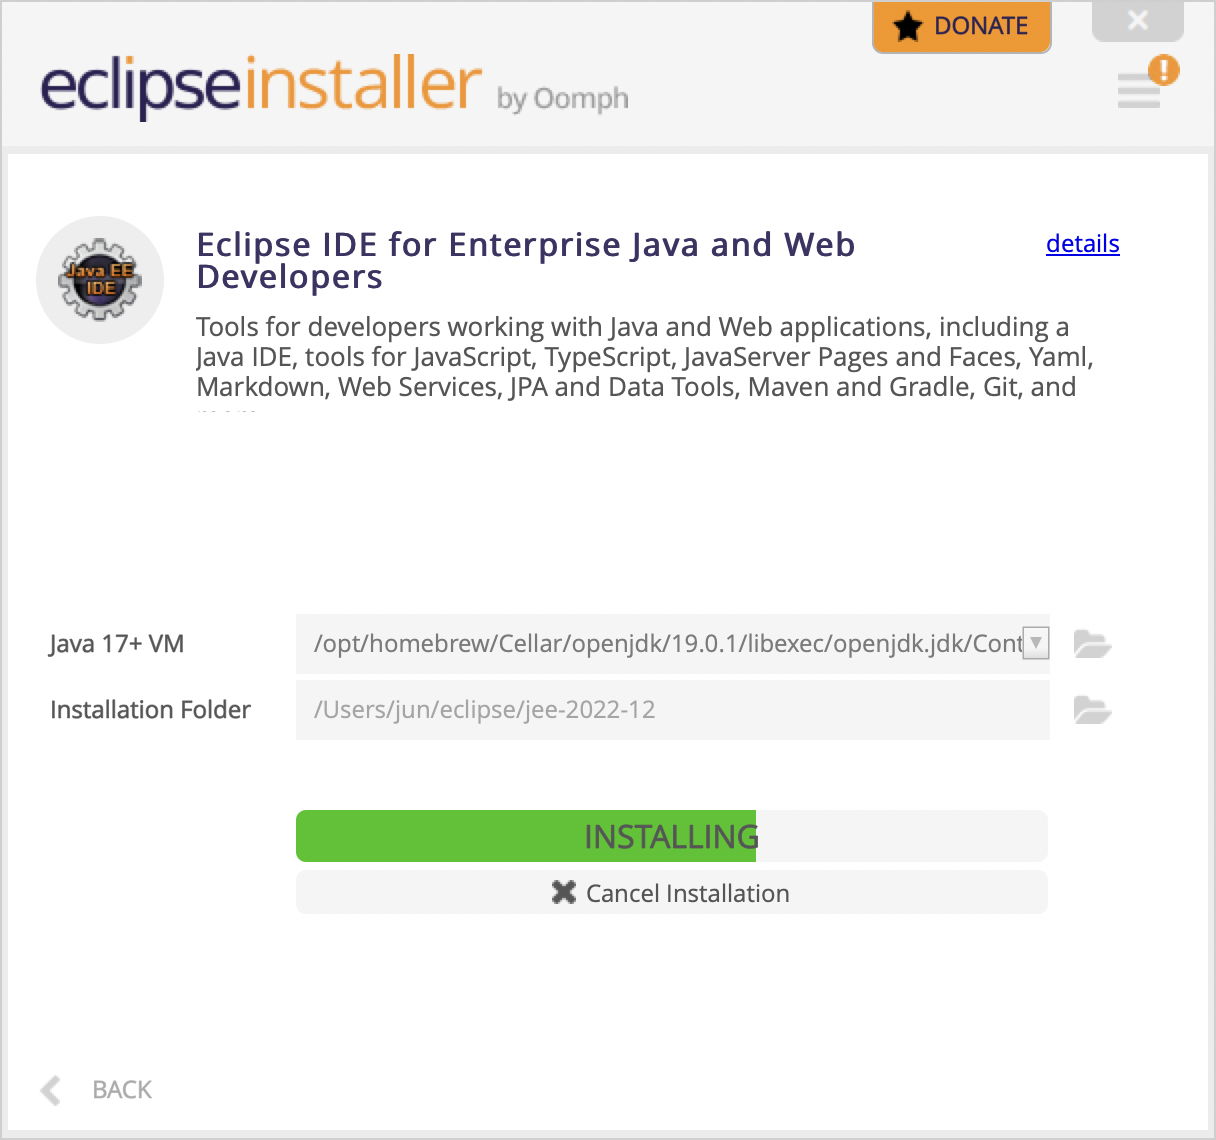 DONATE
eclipseinstaller by Oomph
Java EE
IDE
Eclipse IDE for Enterprise Java and Web
Developers
details
Tools for developers working with Java and Web applications, including a
Java IDE, tools for JavaScript, TypeScript, JavaServer Pages and Faces, Yaml,
Markdown, Web Services, JPA and Data Tools, Maven and Gradle, Git, and
Java 17+ VM
/opt/homebrew/Cellar/openjdk/19.0.1/libexec/openjdk.jdk/Cont
Installation Folder
/Users/jun/eclipse/jee-2022-12
INSTALLING
Cancel Installation
BACK